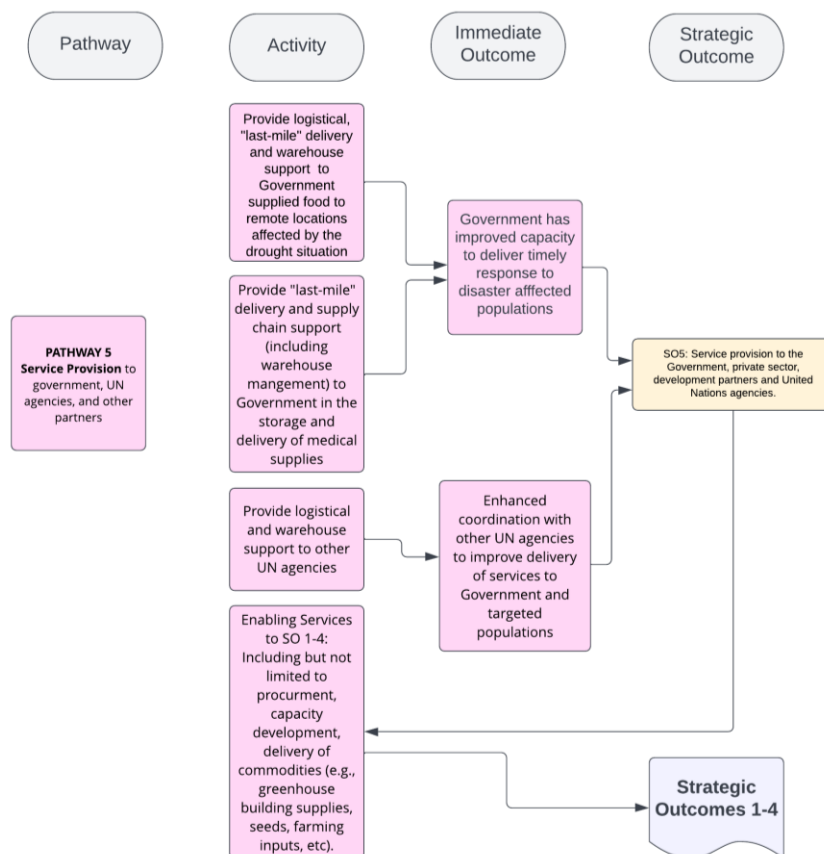 Pathway
Activity
Immediate
Outcome
Strategic
Outcome
Provide logistical,
"last-mile" delivery
and warehouse
support to
Government
supplied food to
remote locations
affected by the
drought situation
Government has
improved capacity
to deliver timely
response to
disaster afffected
populations
Provide "last-mile"
delivery and supply
chain support
(including
warehouse
mangement) to
Government in the
storage and
delivery of medical
supplies
PATHWAY 5
Service Provision to
government, UN
agencies, and other
partners
SO5: Service provision to the
Government, private sector,
development partners and United
Nations agencies.
Provide logistical
and warehouse
support to other
UN agencies
Enhanced
coordination with
other UN agencies
to improve delivery
of services to
Government and
targeted
populations
Enabling Services
to SO 1-4:
Including but not
limited to
procurment,
capacity
development,
delivery of
commodities (e.g.,
greenhouse
building supplies,
seeds, farming
inputs, etc).
Strategic
Outcomes 1-4